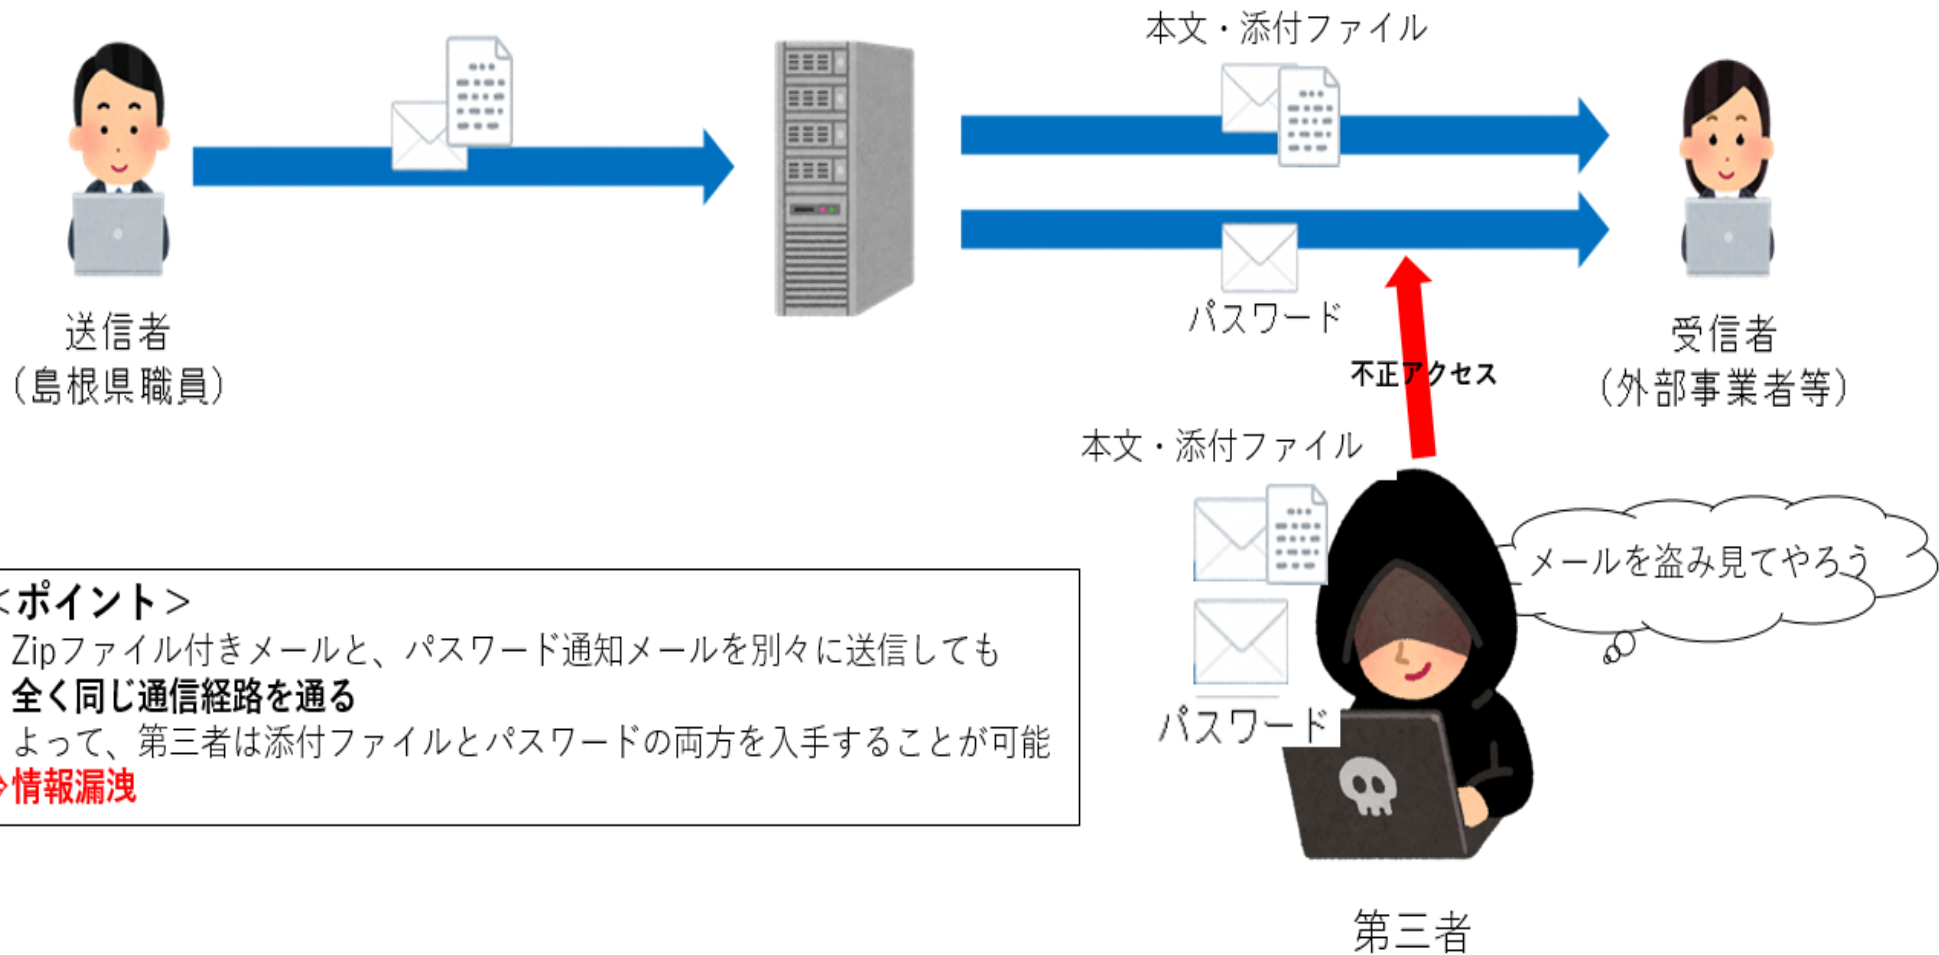 本文・添付ファイル
パスワード
送信者
（島根県職員）
受信者
（外部事業者等）
不正アクセス
本文・添付ファイル
メールを盗み見てやろう
パスワード
第三者
＜ポイント＞
Zipファイル付きメールと、パスワード通知メールを別々に送信しても
全く同じ通信経路を通る
よって、第三者は添付ファイルとパスワードの両方を入手することが可能
⇒情報漏洩